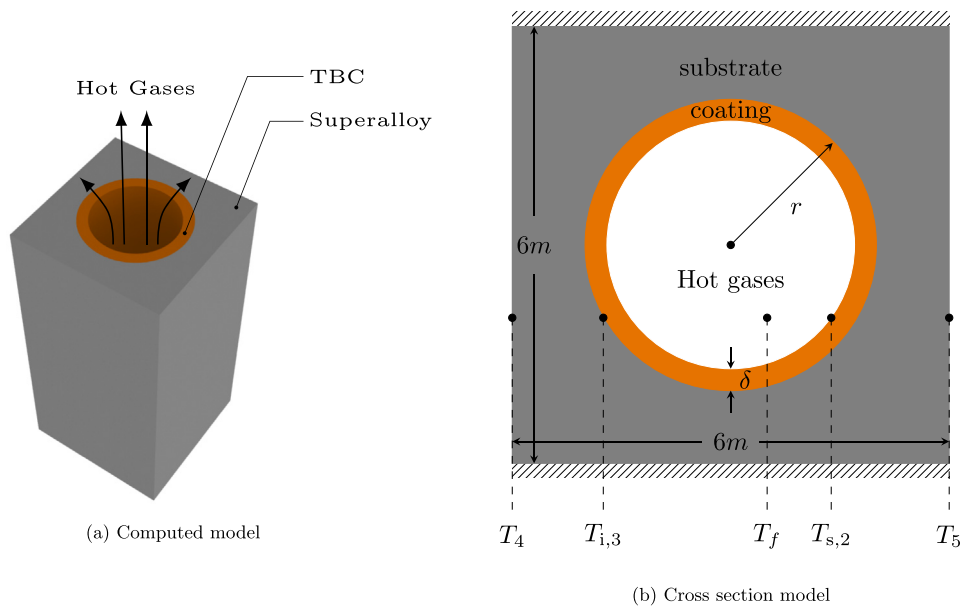 Hot Gases
TBC
Superalloy
(a) Computed model
substrate
coating
r
6m
Hot gases
δ
6m
T₄
Tᵢ,₃
T_f
Tₛ,₂
T₅
(b) Cross section model